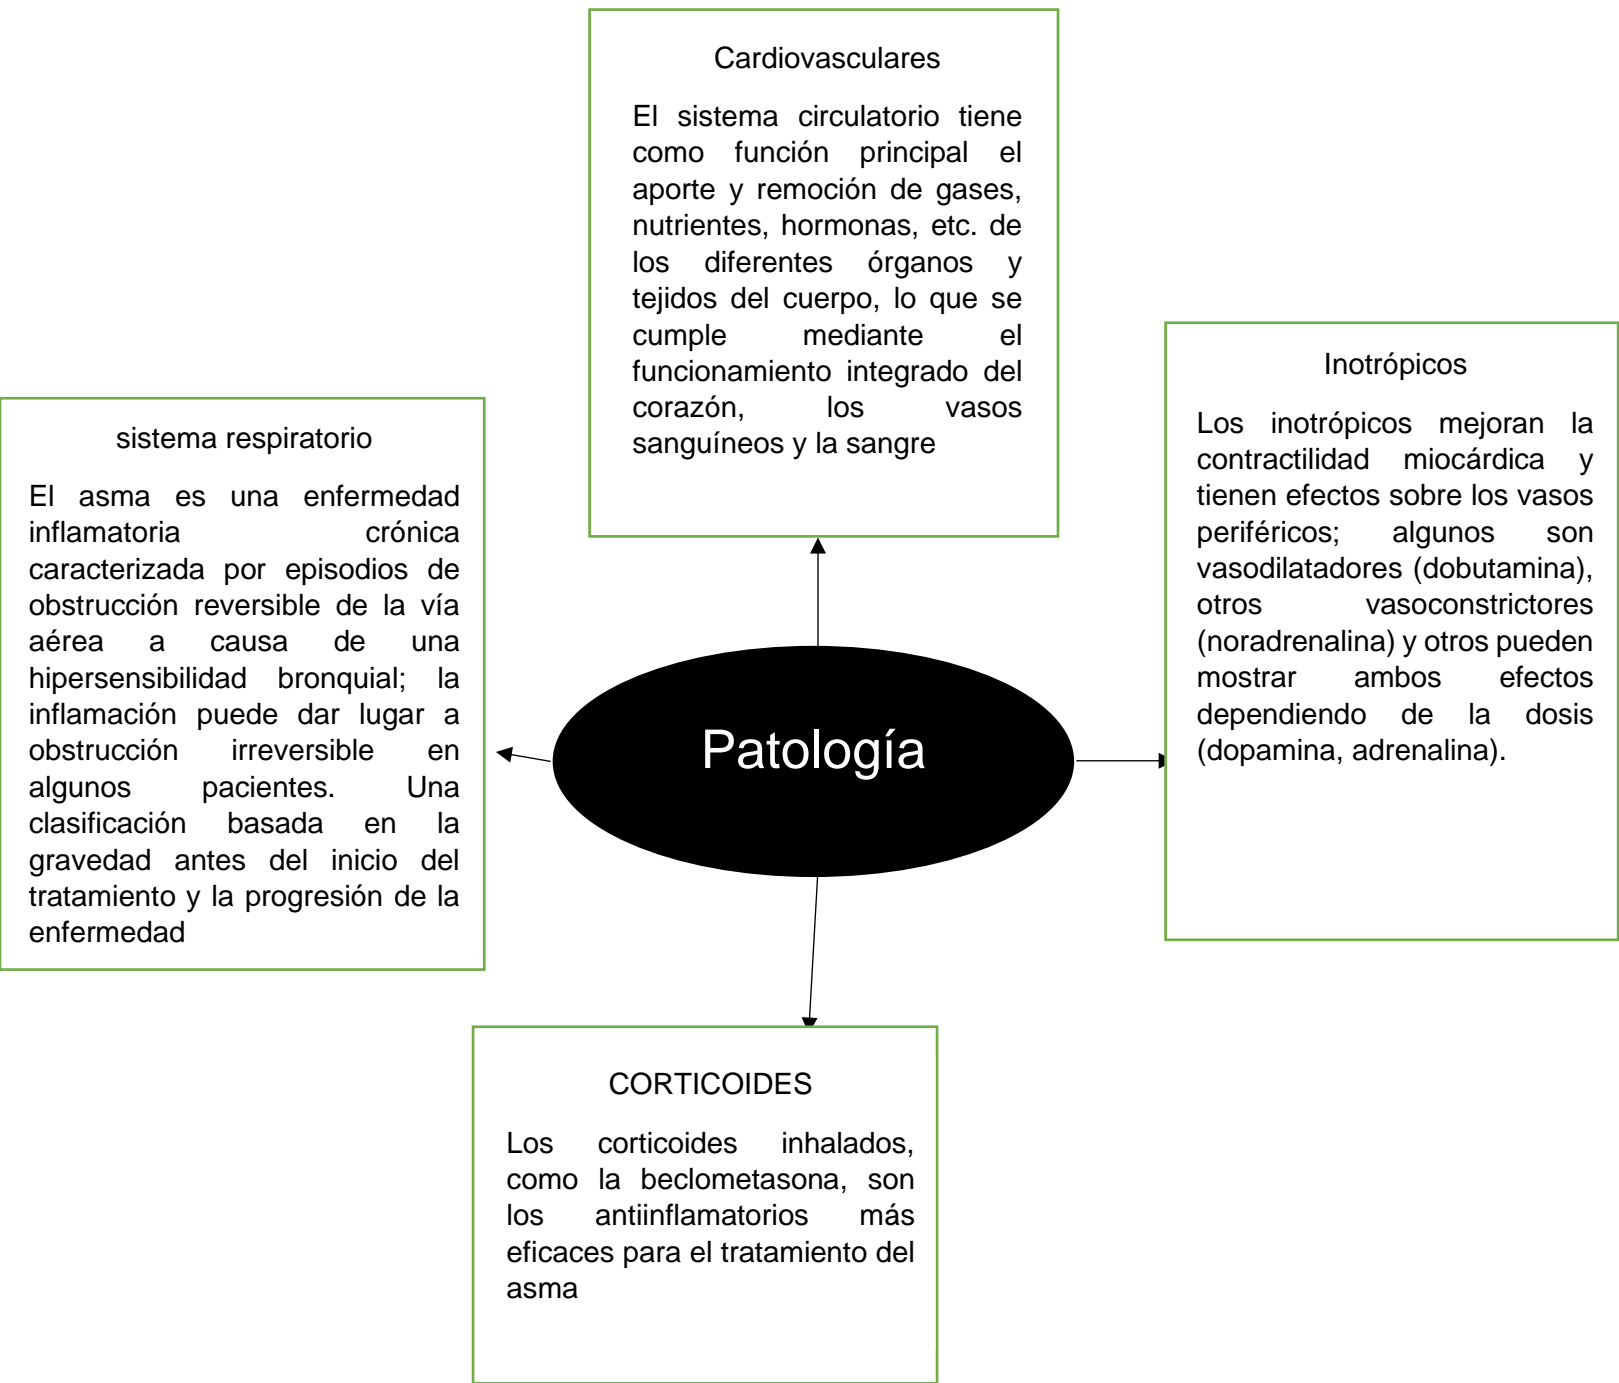 Cardiovasculares
El sistema circulatorio tiene
como función principal el
aporte y remoción de gases,
nutrientes, hormonas, etc. de
los diferentes órganos y
tejidos del cuerpo, lo que se
cumple mediante el
funcionamiento integrado del
corazón, los vasos
sanguíneos y la sangre
sistema respiratorio
El asma es una enfermedad
inflamatoria crónica
caracterizada por episodios de
obstrucción reversible de la vía
aérea a causa de una
hipersensibilidad bronquial; la
inflamación puede dar lugar a
obstrucción irreversible en
algunos pacientes. Una
clasificación basada en la
gravedad antes del inicio del
tratamiento y la progresión de la
enfermedad
Patología
Inotrópicos
Los inotrópicos mejoran la
contractilidad miocárdica y
tienen efectos sobre los vasos
periféricos; algunos son
vasodilatadores (dobutamina),
otros vasoconstrictores
(noradrenalina) y otros pueden
mostrar ambos efectos
dependiendo de la dosis
(dopamina, adrenalina).
CORTICOIDES
Los corticoides inhalados,
como la beclometasona, son
los antiinflamatorios más
eficaces para el tratamiento del
asma